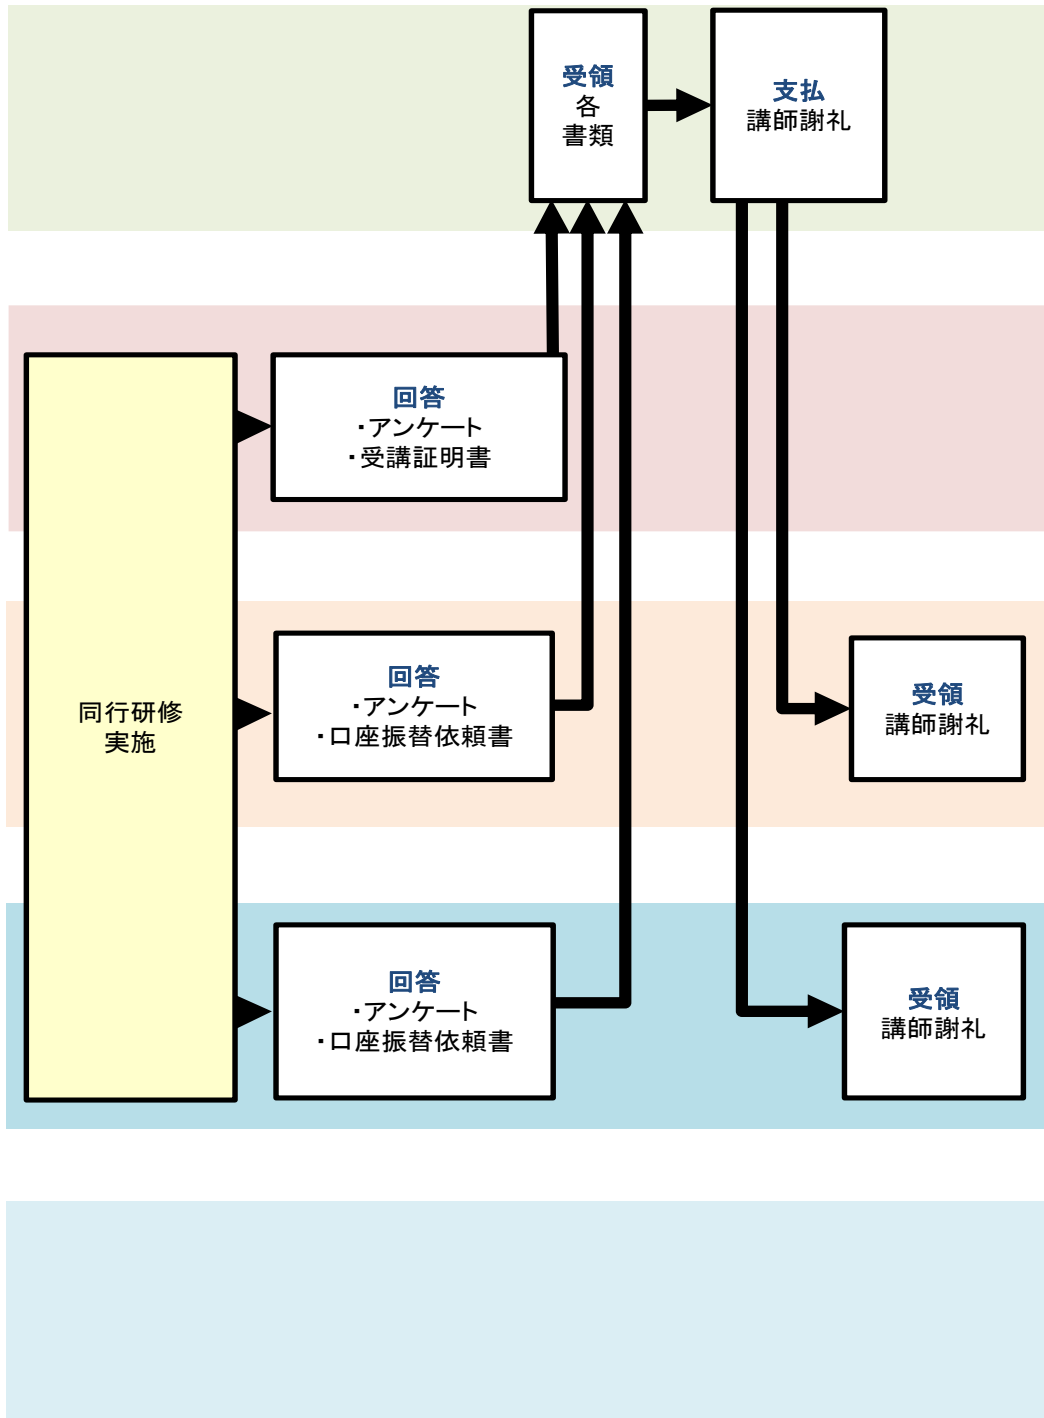 受領
各
書類
支払
講師謝礼
回答
・アンケート
・受講証明書
同行研修
実施
回答
・アンケート
・口座振替依頼書
受領
講師謝礼
回答
・アンケート
・口座振替依頼書
受領
講師謝礼